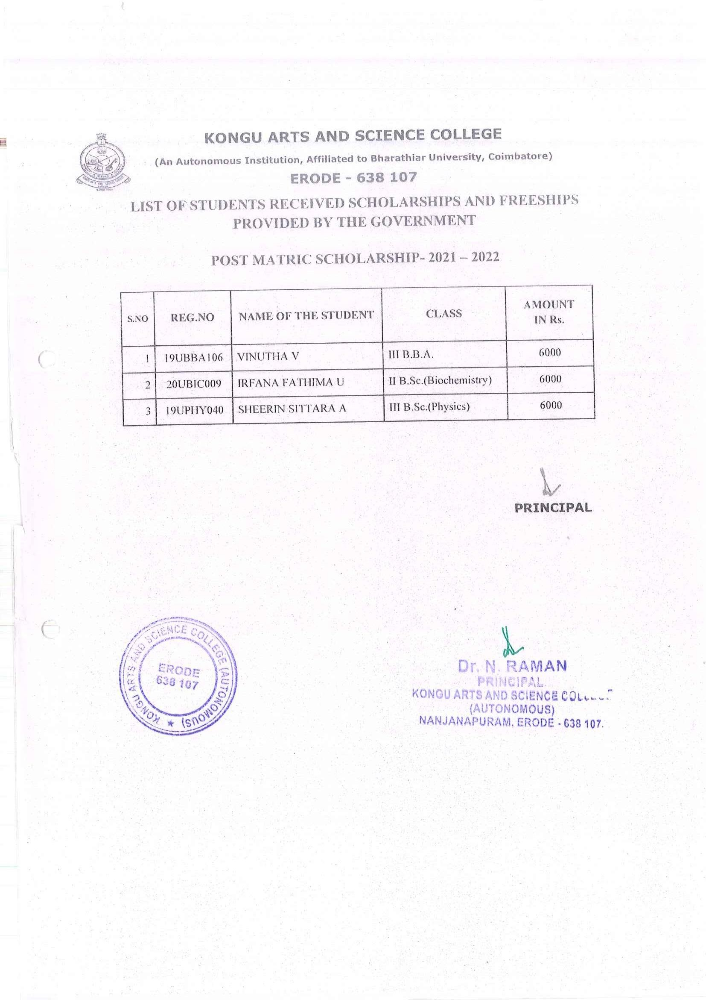 KONGU ARTS AND SCIENCE COLLEGE
(An Autonomous Institution, Affiliated to Bharathiar University, Coimbatore)
ERODE - 638 107
LIST OF STUDENTS RECEIVED SCHOLARSHIPS AND FREESHIPS
PROVIDED BY THE GOVERNMENT
POST MATRIC SCHOLARSHIP- 2021 – 2022
S.NO REG.NO NAME OF THE STUDENT CLASS AMOUNT IN Rs.
1 19UBBA106 VINUTHA V III B.B.A. 6000
2 20UBIC009 IRFANA FATHIMA U II B.Sc.(Biochemistry) 6000
3 19UPHY040 SHEERIN SITTARA A III B.Sc.(Physics) 6000
PRINCIPAL
KONGU ARTS AND SCIENCE COLLEGE (AUTONOMOUS) ★
ERODE
638 107
Dr. N. RAMAN
PRINCIPAL.
KONGU ARTS AND SCIENCE
(AUTONOMOUS)
NANJANAPURAM, ERODE - 638 107.